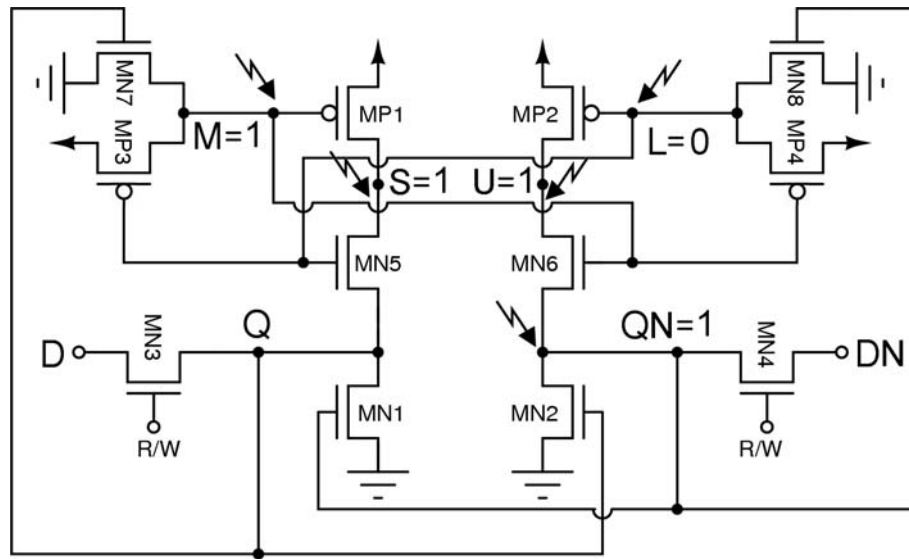 MN7
MP3
M=1
MP1
MP2
L=0
MN8
MP4
S=1
U=1
MN5
MN6
D
MN3
R/W
Q
MN1
MN2
QN=1
MN4
R/W
DN